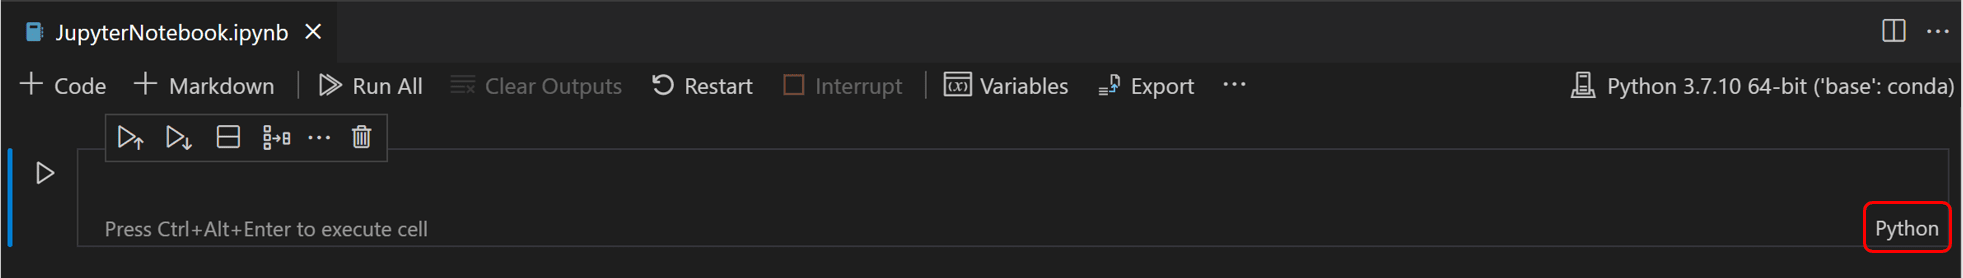 JupyterNotebook.ipynb
Code Markdown Run All Clear Outputs Restart Interrupt Variables Export Python 3.7.10 64-bit ('base': conda)
Press Ctrl+Alt+Enter to execute cell
Python